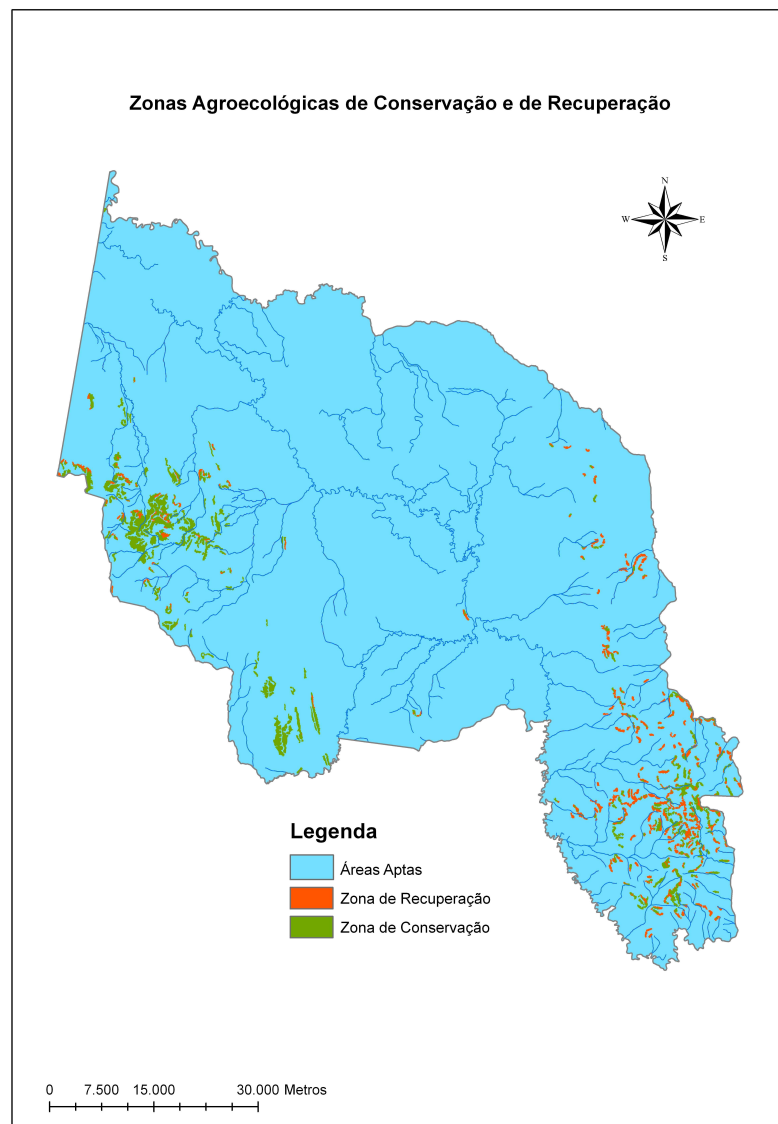 Zonas Agroecológicas de Conservação e de Recuperação
N
W
E
S
Legenda
Áreas Aptas
Zona de Recuperação
Zona de Conservação
0 7.500 15.000 30.000 Metros